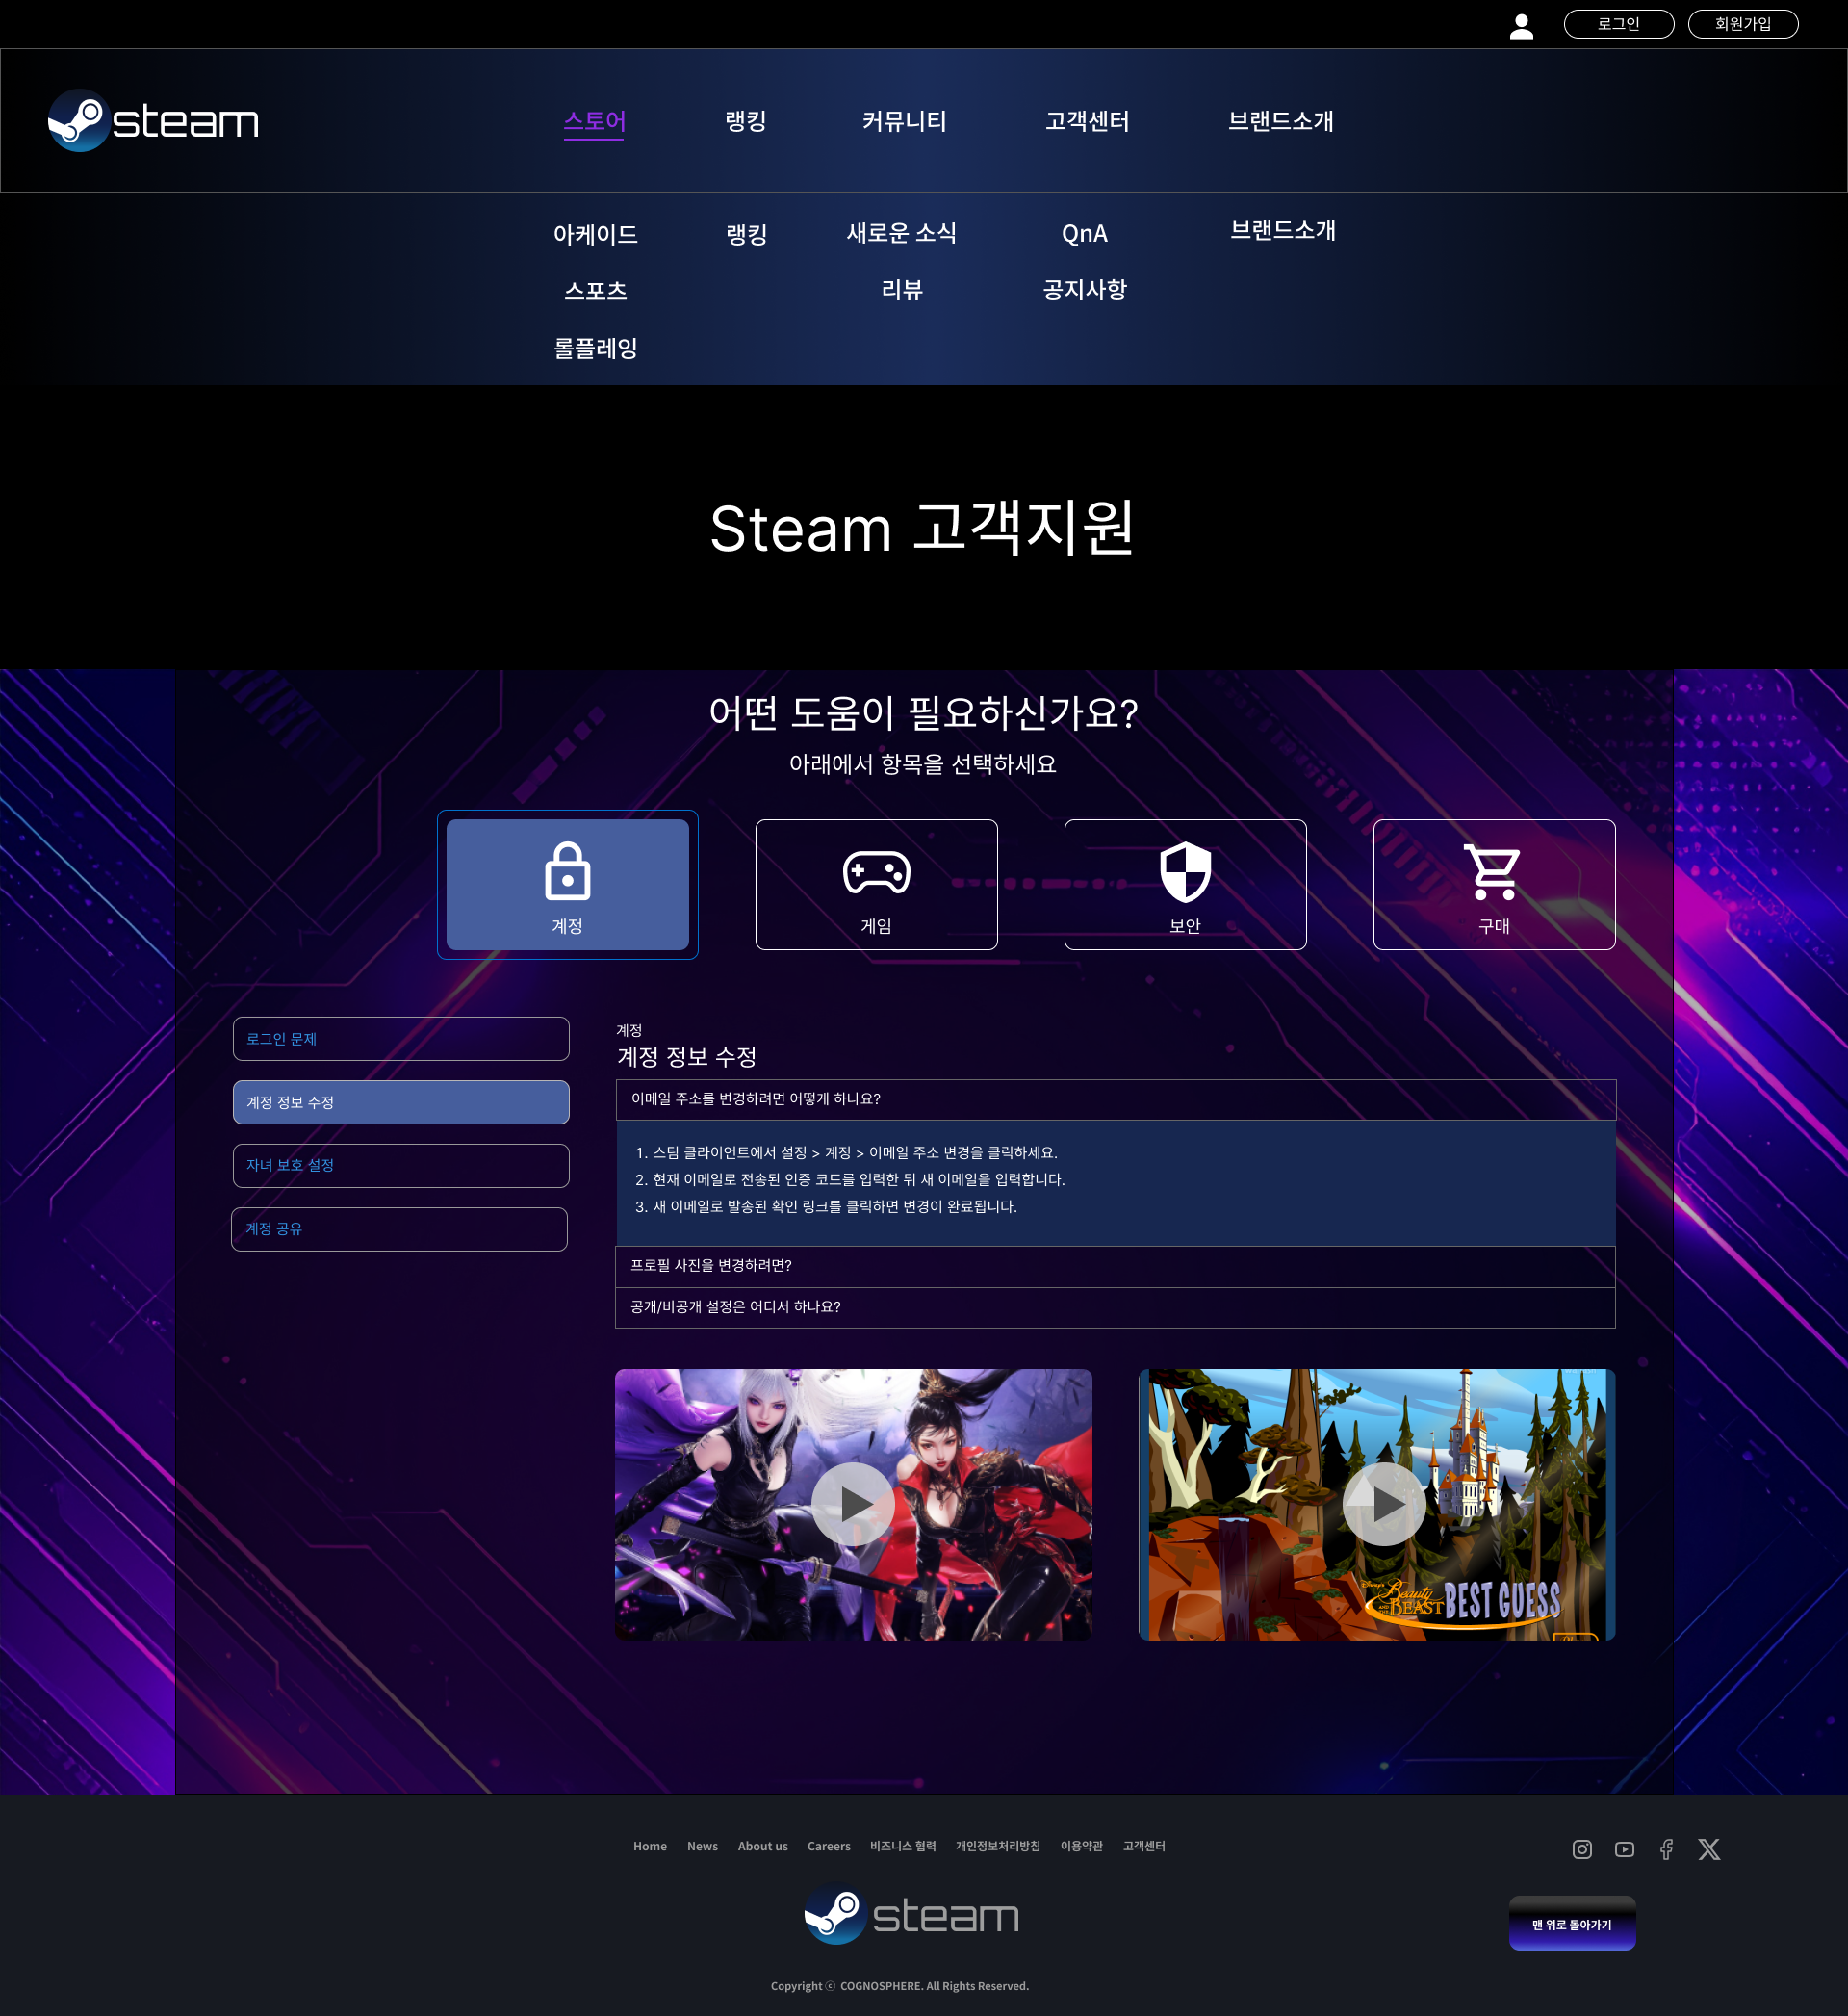 로그인 회원가입
steam 스토어 랭킹 커뮤니티 고객센터 브랜드소개
아케이드 랭킹 새로운 소식 QnA 브랜드소개
스포츠 리뷰 공지사항
롤플레잉
Steam 고객지원
어떤 도움이 필요하신가요?
아래에서 항목을 선택하세요
계정 게임 보안 구매
로그인 문제
계정 정보 수정
자녀 보호 설정
계정 공유
계정
계정 정보 수정
이메일 주소를 변경하려면 어떻게 하나요?
1. 스팀 클라이언트에서 설정 > 계정 > 이메일 주소 변경을 클릭하세요.
2. 현재 이메일로 전송된 인증 코드를 입력한 뒤 새 이메일을 입력합니다.
3. 새 이메일로 발송된 확인 링크를 클릭하면 변경이 완료됩니다.
프로필 사진을 변경하려면?
공개/비공개 설정은 어디서 하나요?
Disney's
Beauty
AND THE BEAST BEST GUESS
Home News About us Careers 비즈니스 협력 개인정보처리방침 이용약관 고객센터
steam
맨 위로 돌아가기
Copyright ⓒ COGNOSPHERE. All Rights Reserved.